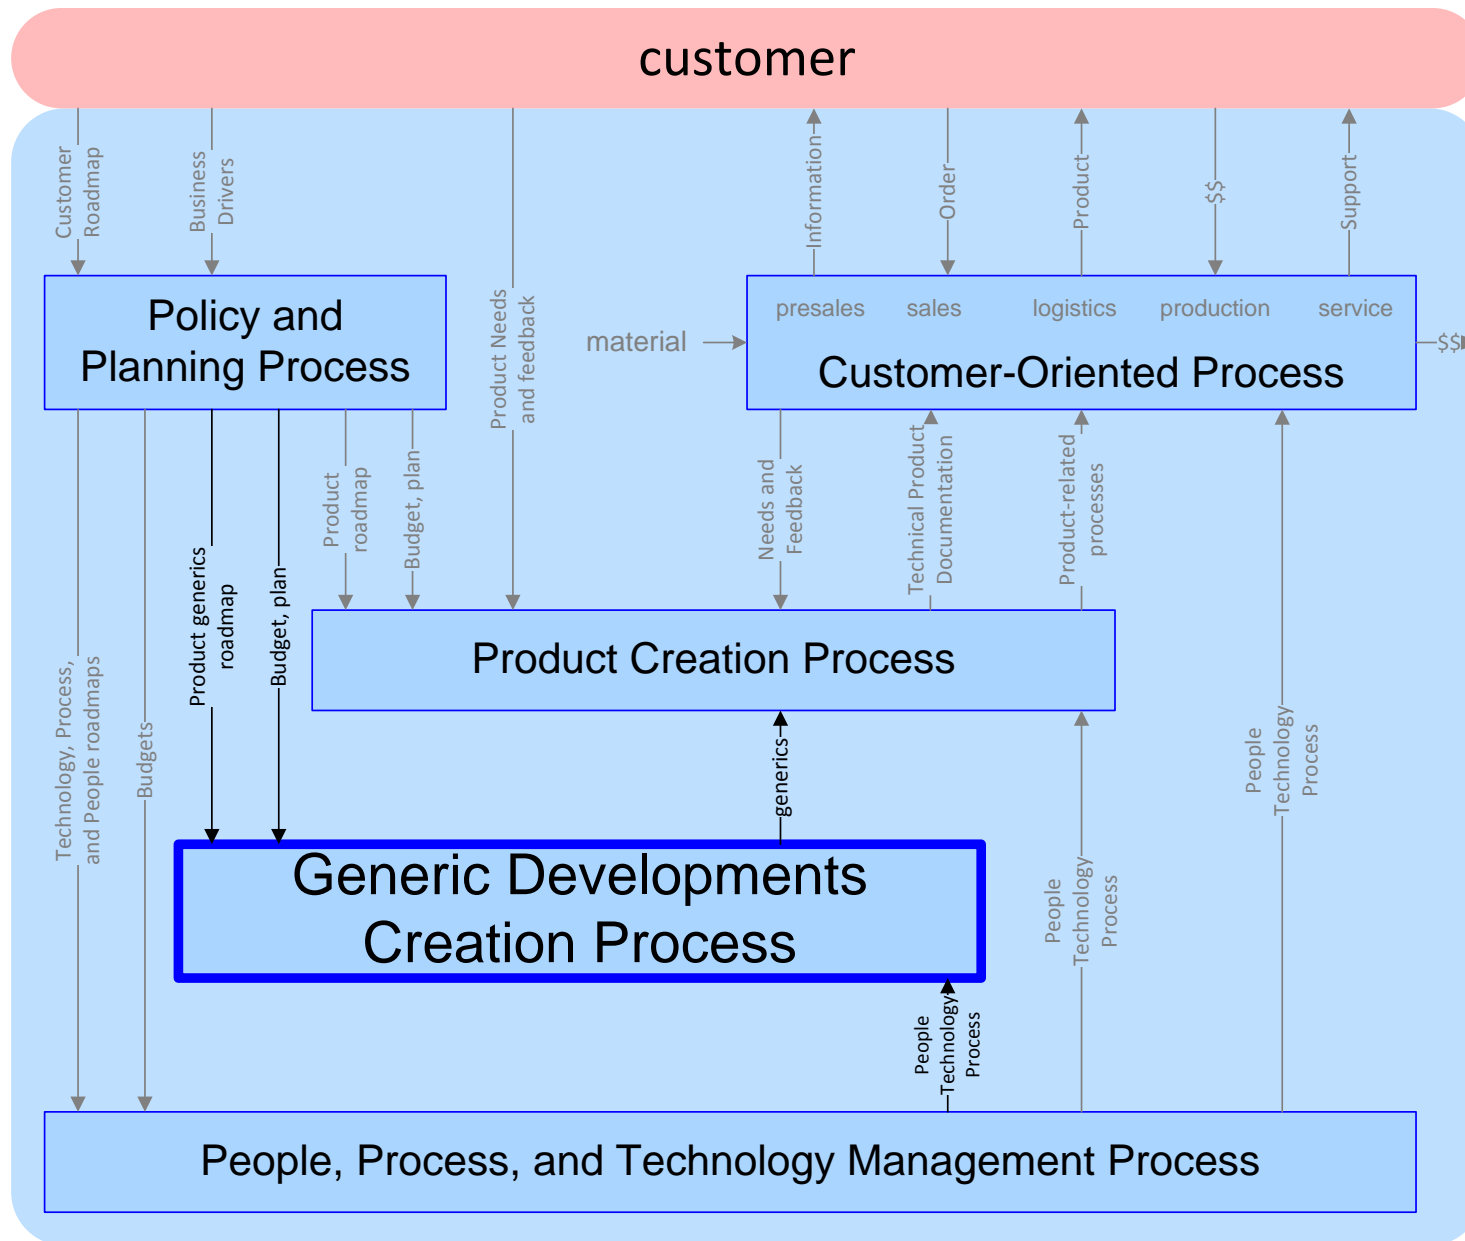 customer
Customer
Roadmap
Business
Drivers
Product Needs
and feedback
Information
Order
Product
$$
Support
Policy and
Planning Process
presales
sales
logistics
production
service
material
Customer-Oriented Process
$$
Technology, Process,
and People roadmaps
Budgets
Product generics
roadmap
Budget, plan
Product
roadmap
Budget, plan
Needs and
Feedback
Technical Product
Documentation
Product-related
processes
People
Technology
Process
Product Creation Process
generics
People
Technology
Process
Generic Developments
Creation Process
People
Technology
Process
People, Process, and Technology Management Process